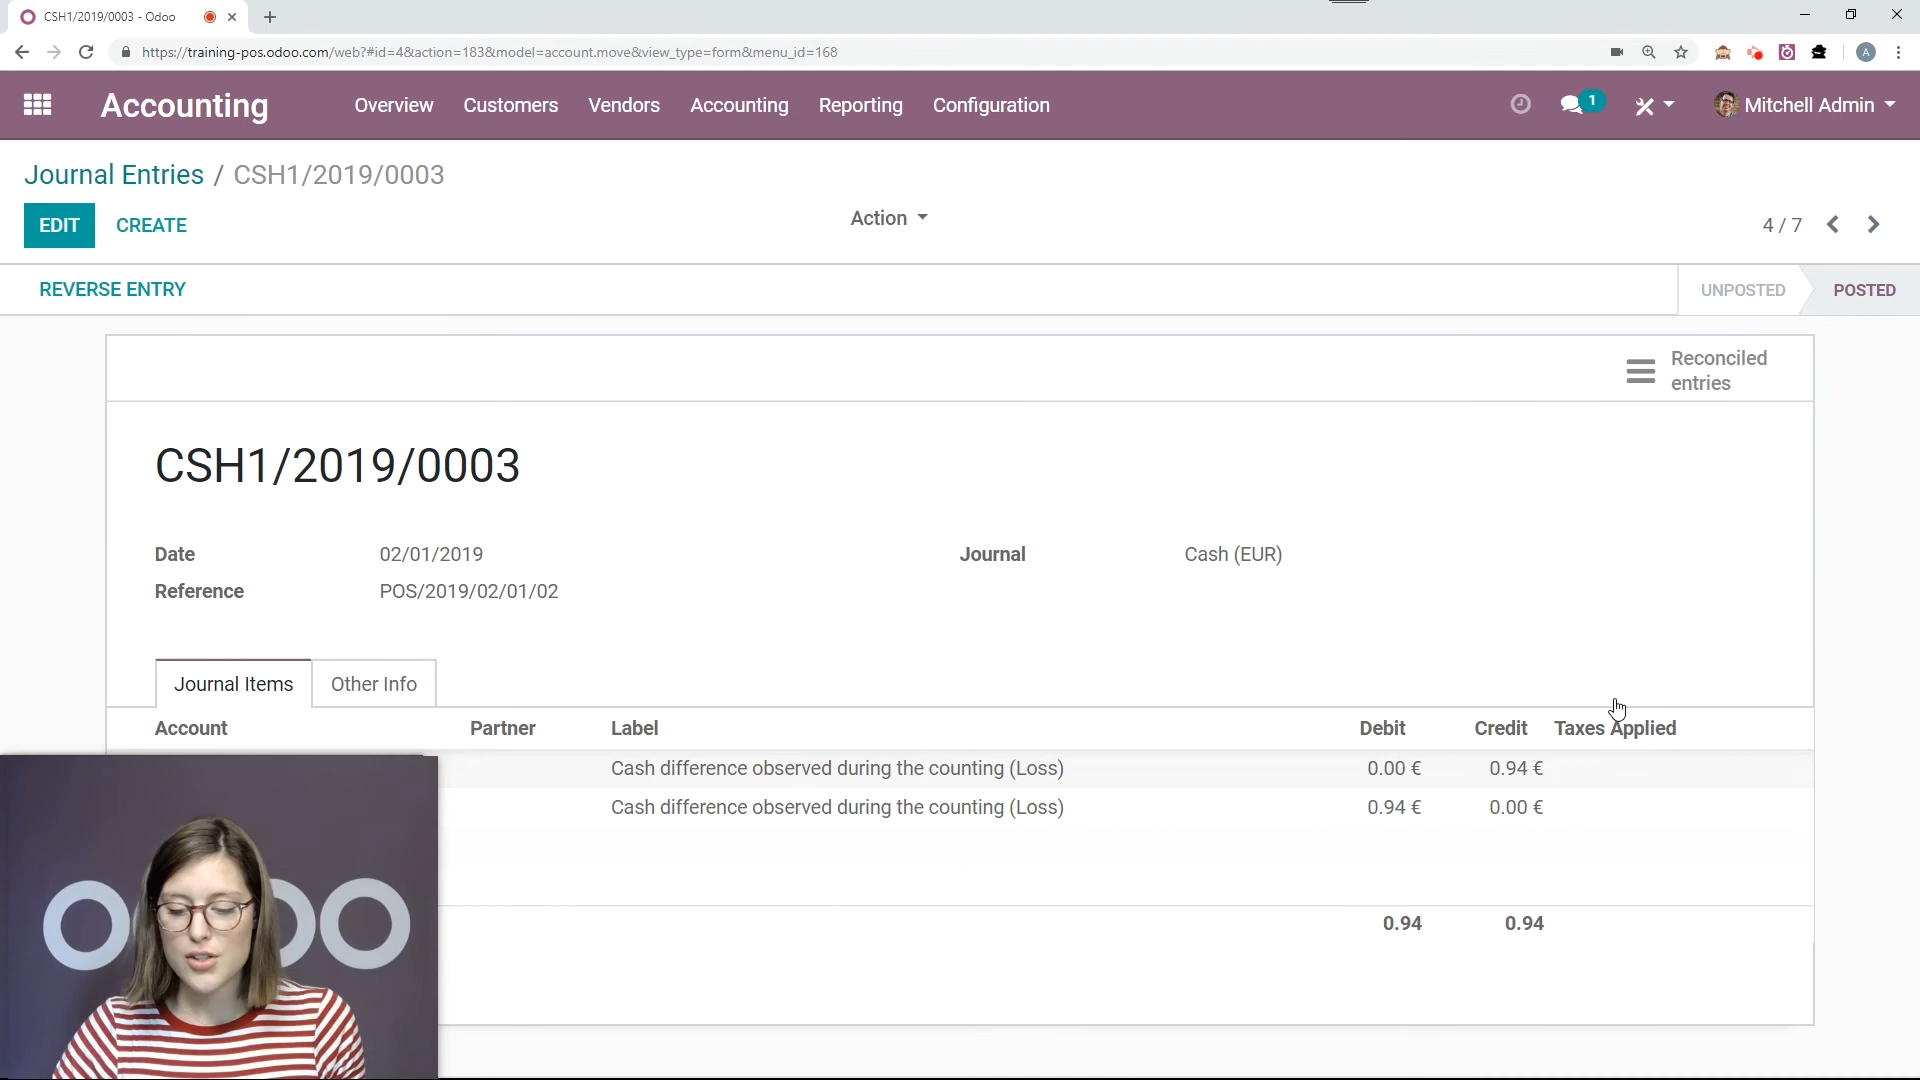 CSH1/2019/0003 - Odoo
https://training-pos.odoo.com/web?#id=4&action=183&model=account.move&view_type=form&menu_id=168
A
Accounting Overview Customers Vendors Accounting Reporting Configuration 1 Mitchell Admin
Journal Entries / CSH1/2019/0003
EDIT CREATE Action 4 / 7
REVERSE ENTRY UNPOSTED POSTED
Reconciled
entries
CSH1/2019/0003
Date 02/01/2019 Journal Cash (EUR)
Reference POS/2019/02/01/02
Journal Items Other Info
Account Partner Label Debit Credit Taxes Applied
Cash difference observed during the counting (Loss) 0.00 € 0.94 €
Cash difference observed during the counting (Loss) 0.94 € 0.00 €
0.94 0.94
odoo